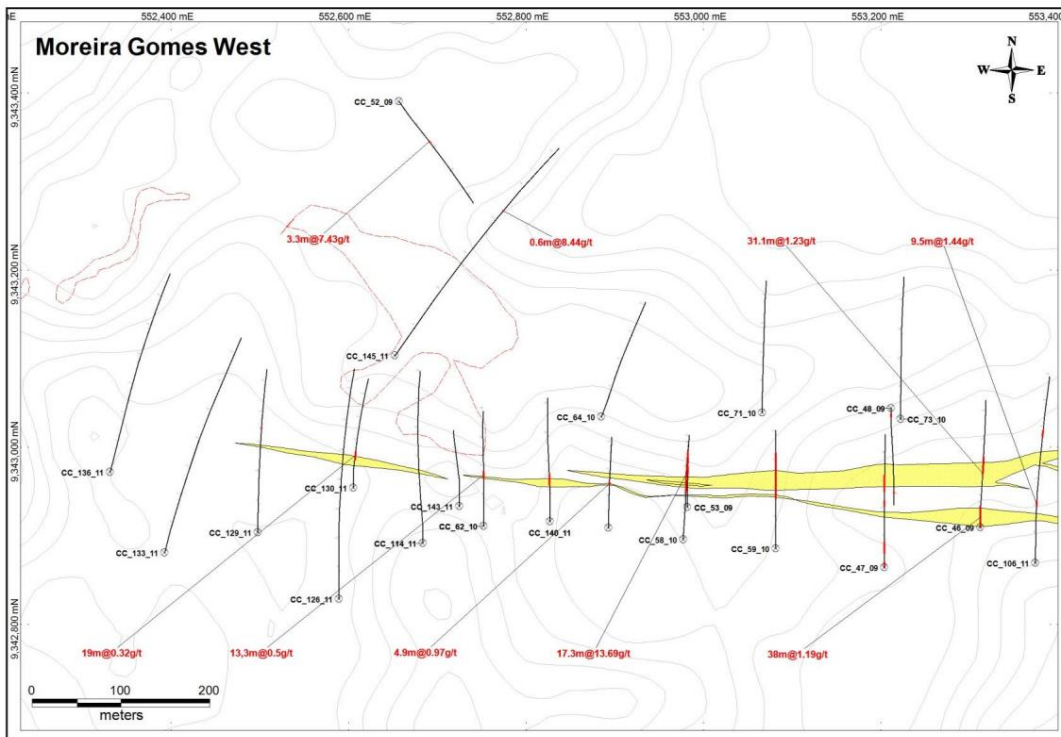 mE
552,400 mE
552,600 mE
552,800 mE
553,000 mE
553,200 mE
553,400
Moreira Gomes West
N
W
E
S
9,343,400 mN
CC_52_09
3.3m@7.43g/t
0.6m@8.44g/t
31.1m@1.23g/t
9.5m@1.44g/t
9,343,200 mN
CC_145_11
CC_64_10
CC_71_10
CC_48_09
CC_73_10
9,343,000 mN
CC_136_11
CC_130_11
CC_143_11
CC_53_09
CC_129_11
CC_62_10
CC_140_11
CC_46_09
CC_133_11
CC_114_11
CC_58_10
CC_59_10
CC_47_09
CC_106_11
CC_126_11
9,342,800 mN
19m@0.32g/t
13,3m@0.5g/t
4.9m@0.97g/t
17.3m@13.69g/t
38m@1.19g/t
0
100
200
meters